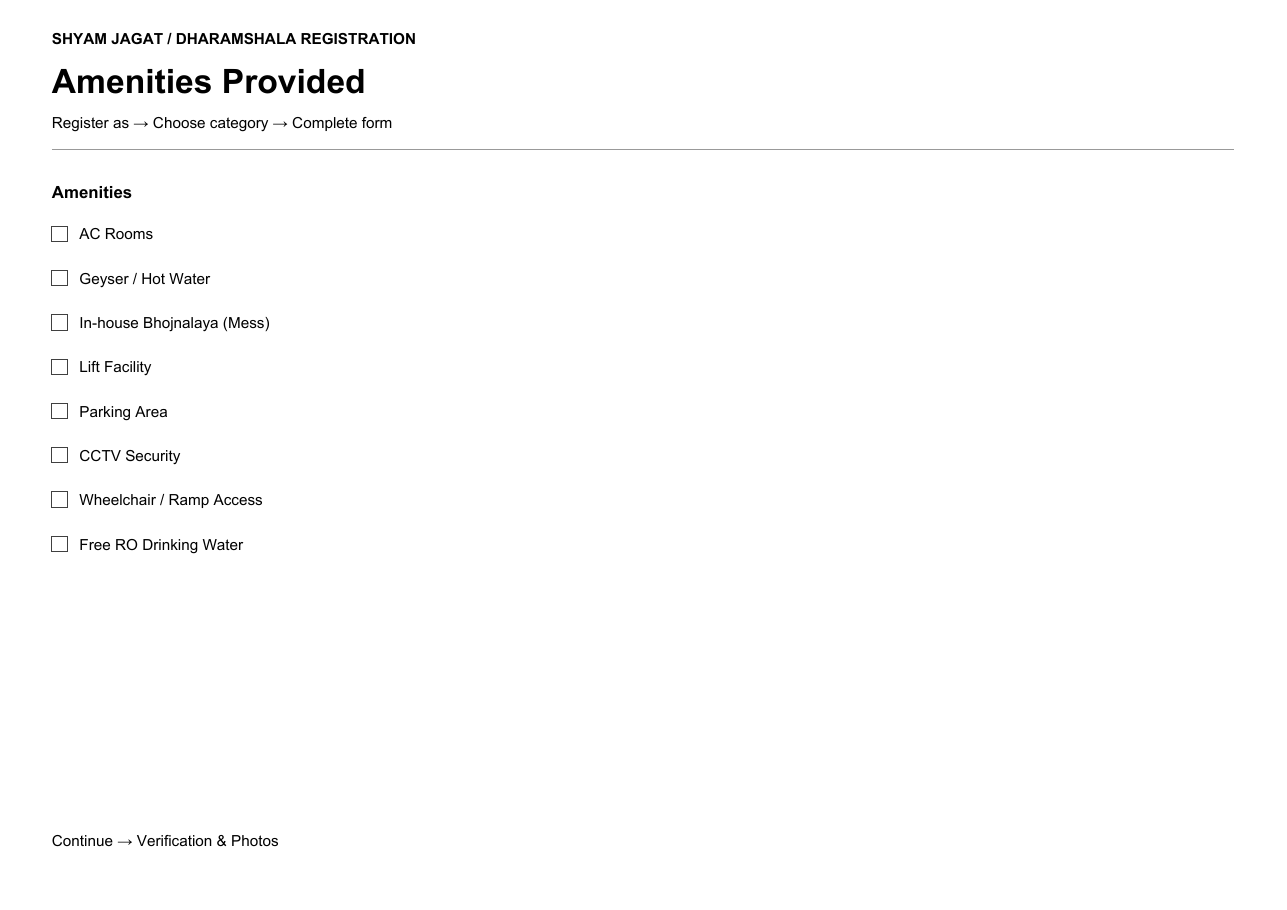 SHYAM JAGAT / DHARAMSHALA REGISTRATION
Amenities Provided
Register as → Choose category → Complete form
Amenities
AC Rooms
Geyser / Hot Water
In-house Bhojnalaya (Mess)
Lift Facility
Parking Area
CCTV Security
Wheelchair / Ramp Access
Free RO Drinking Water
Continue → Verification & Photos